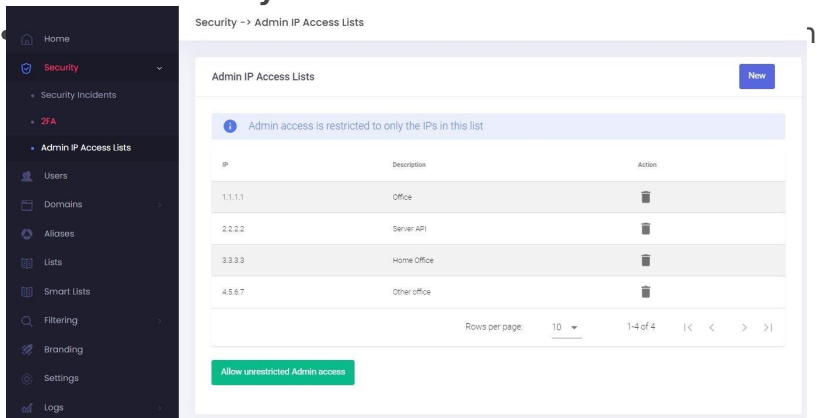 Security -> Admin IP Access Lists
Home
Security
Security Incidents
2FA
Admin IP Access Lists
Users
Domains
Aliases
Lists
Smart Lists
Filtering
Branding
Settings
Logs
Admin IP Access Lists
New
Admin access is restricted to only the IPs in this list
IP Description Action
1.1.1.1 Office
2.2.2.2 Server API
3.3.3.3 Home Office
4.5.6.7 Other office
Rows per page: 10 1-4 of 4
Allow unrestricted Admin access